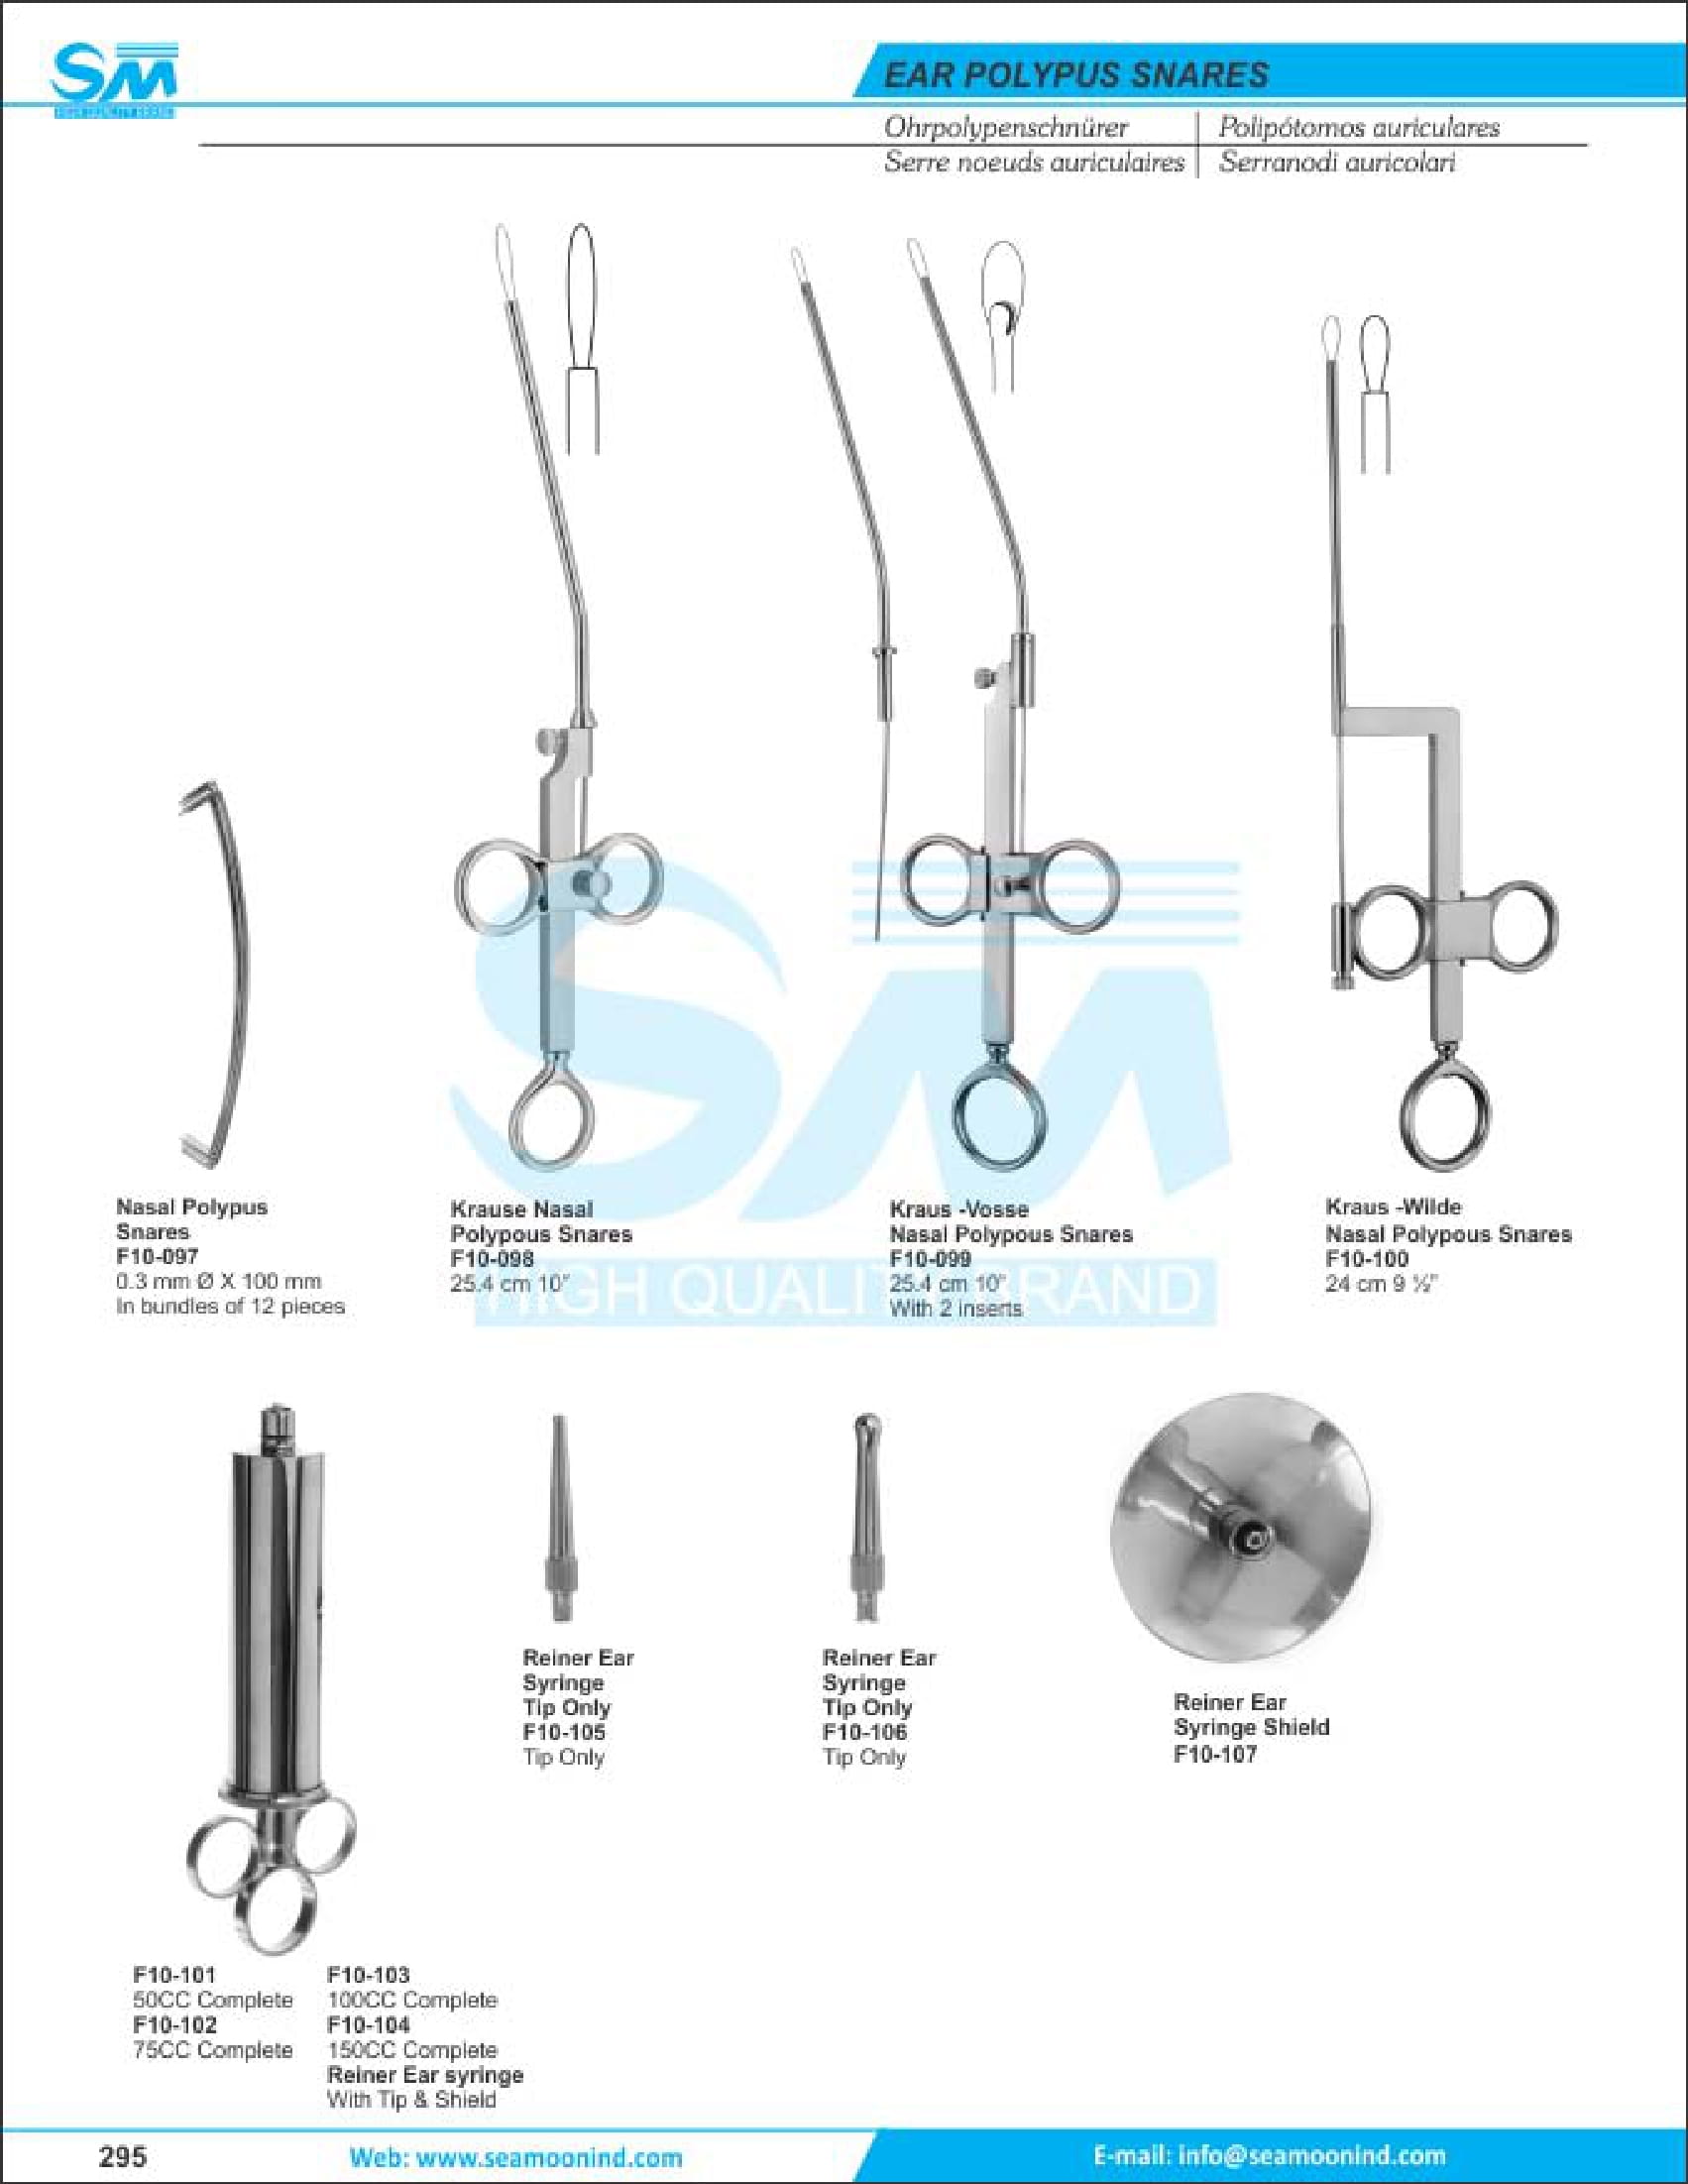 SM
HIGH QUALITY BRAND
EAR POLYPUS SNARES
Ohrpolypenschnürer
Polipótomos auriculares
Serre noeuds auriculaires
Serranodi auricolari
Nasal Polypus
Snares
F10-097
0.3 mm Ø X 100 mm
In bundles of 12 pieces
Krause Nasal
Polypous Snares
F10-098
25.4 cm 10"
Kraus -Vosse
Nasal Polypous Snares
F10-099
25.4 cm 10"
With 2 inserts
Kraus -Wilde
Nasal Polypous Snares
F10-100
24 cm 9 ½"
SM
HIGH QUALITY BRAND
Reiner Ear
Syringe
Tip Only
F10-105
Tip Only
Reiner Ear
Syringe
Tip Only
F10-106
Tip Only
Reiner Ear
Syringe Shield
F10-107
F10-101
50CC Complete
F10-102
75CC Complete
F10-103
100CC Complete
F10-104
150CC Complete
Reiner Ear syringe
With Tip & Shield
295
Web: www.seamoonind.com
E-mail: info@seamoonind.com